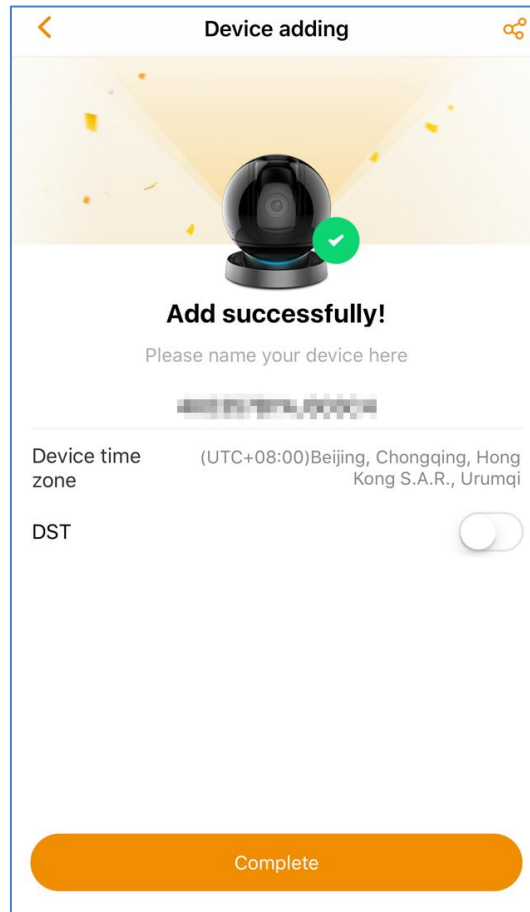 Device adding
Add successfully!
Please name your device here
Device time
zone
(UTC+08:00)Beijing, Chongqing, Hong
Kong S.A.R., Urumqi
DST
Complete